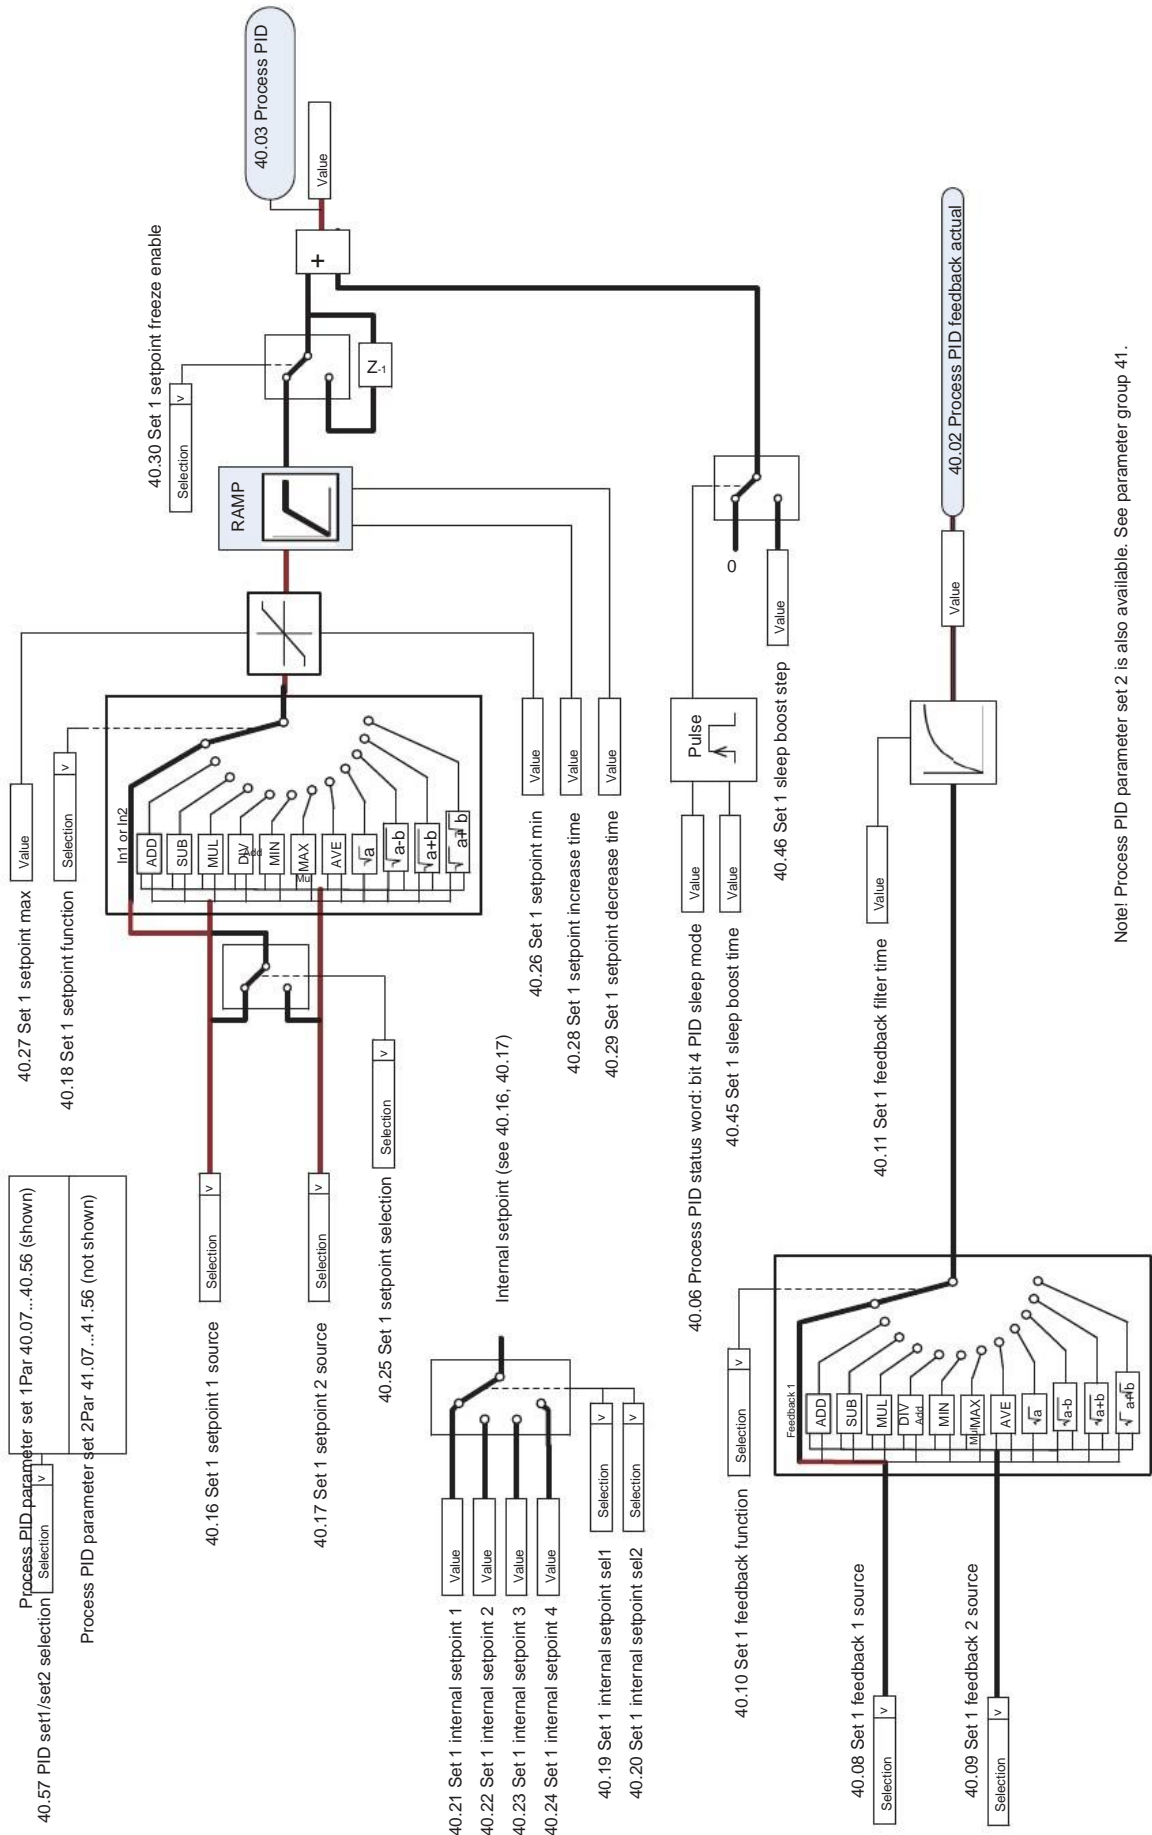 40.57 PID set1/set2 selection
Selection
v
Process PID parameter set 1Par 40.07...40.56 (shown)
Process PID parameter set 2Par 41.07...41.56 (not shown)
40.27 Set 1 setpoint max
Value
40.18 Set 1 setpoint function
Selection
v
In1 or In2
ADD
SUB
MUL
DIV
Add
MIN
MAX
Mul
AVE
√a
√a-b
√a+b
√a+√b
40.16 Set 1 setpoint 1 source
Selection
v
40.17 Set 1 setpoint 2 source
Selection
v
40.25 Set 1 setpoint selection
Selection
v
RAMP
40.30 Set 1 setpoint freeze enable
Selection
v
Z-1
+
40.03 Process PID
Value
40.21 Set 1 internal setpoint 1
Value
40.22 Set 1 internal setpoint 2
Value
40.23 Set 1 internal setpoint 3
Value
40.24 Set 1 internal setpoint 4
Value
40.19 Set 1 internal setpoint sel1
Selection
v
40.20 Set 1 internal setpoint sel2
Selection
v
Internal setpoint (see 40.16, 40.17)
40.26 Set 1 setpoint min
Value
40.28 Set 1 setpoint increase time
Value
40.29 Set 1 setpoint decrease time
Value
40.06 Process PID status word: bit 4 PID sleep mode
Value
40.45 Set 1 sleep boost time
Value
Pulse
0
40.46 Set 1 sleep boost step
Value
40.10 Set 1 feedback function
Selection
v
Feedback 1
ADD
SUB
MUL
DIV
Add
MIN
Mul
MAX
AVE
√a
√a-b
√a+b
√a+√b
40.08 Set 1 feedback 1 source
Selection
v
40.09 Set 1 feedback 2 source
Selection
v
40.11 Set 1 feedback filter time
Value
Value
40.02 Process PID feedback actual
Note! Process PID parameter set 2 is also available. See parameter group 41.